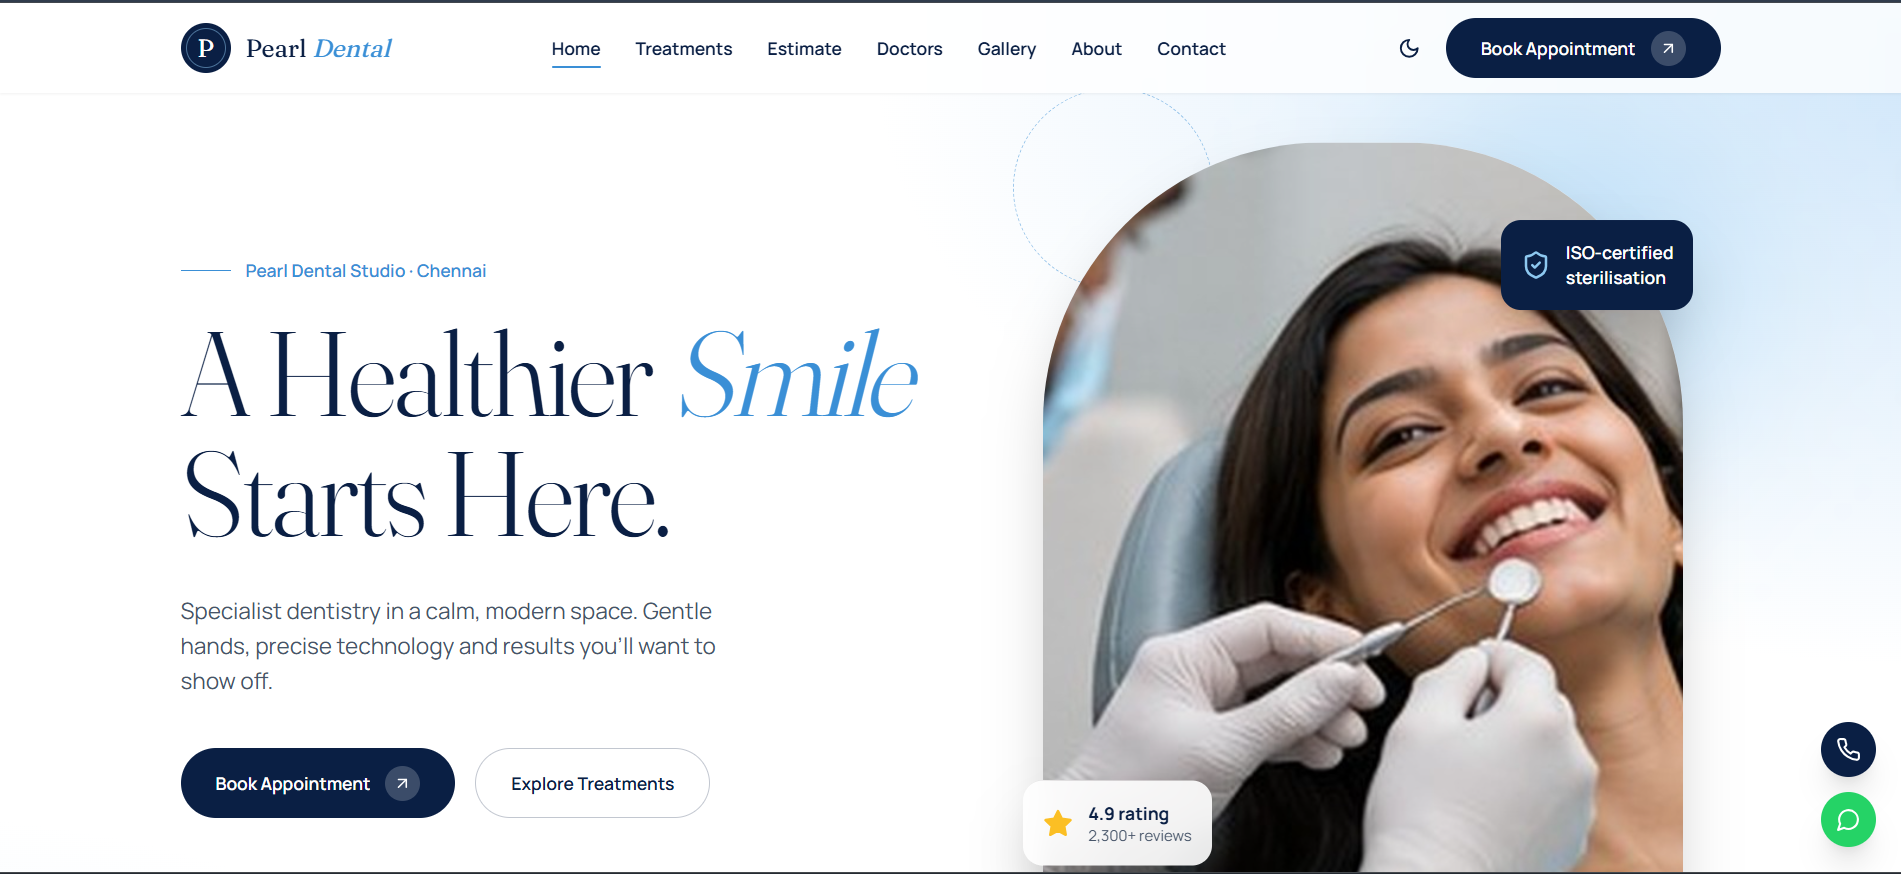 P Pearl Dental
Home Treatments Estimate Doctors Gallery About Contact
Book Appointment
Pearl Dental Studio · Chennai
A Healthier Smile
Starts Here.
Specialist dentistry in a calm, modern space. Gentle
hands, precise technology and results you'll want to
show off.
Book Appointment
Explore Treatments
ISO-certified
sterilisation
4.9 rating
2,300+ reviews